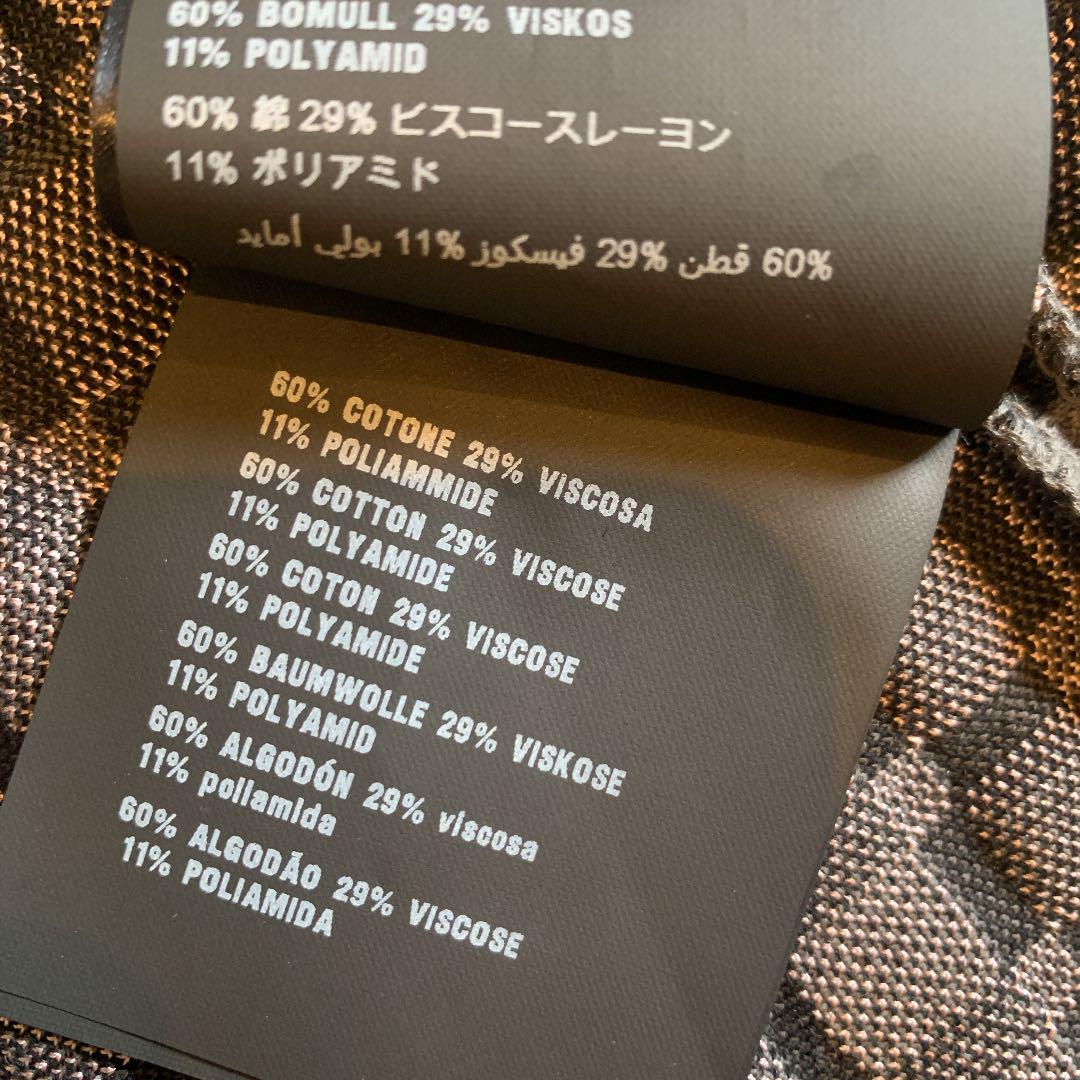 60% BOMULL 29% VISKOS
11% POLYAMID
60% 綿 29% ビスコースレーヨン
11% ポリアミド
60% قطن 29% فيسكوز 11% بولي أمايد
60% COTONE 29% VISCOSA
11% POLIAMMIDE
60% COTTON 29% VISCOSE
11% POLYAMIDE
60% COTON 29% VISCOSE
11% POLYAMIDE
60% BAUMWOLLE 29% VISKOSE
11% POLYAMID
60% ALGODÓN 29% viscosa
11% poliamida
60% ALGODÃO 29% VISCOSE
11% POLIAMIDA